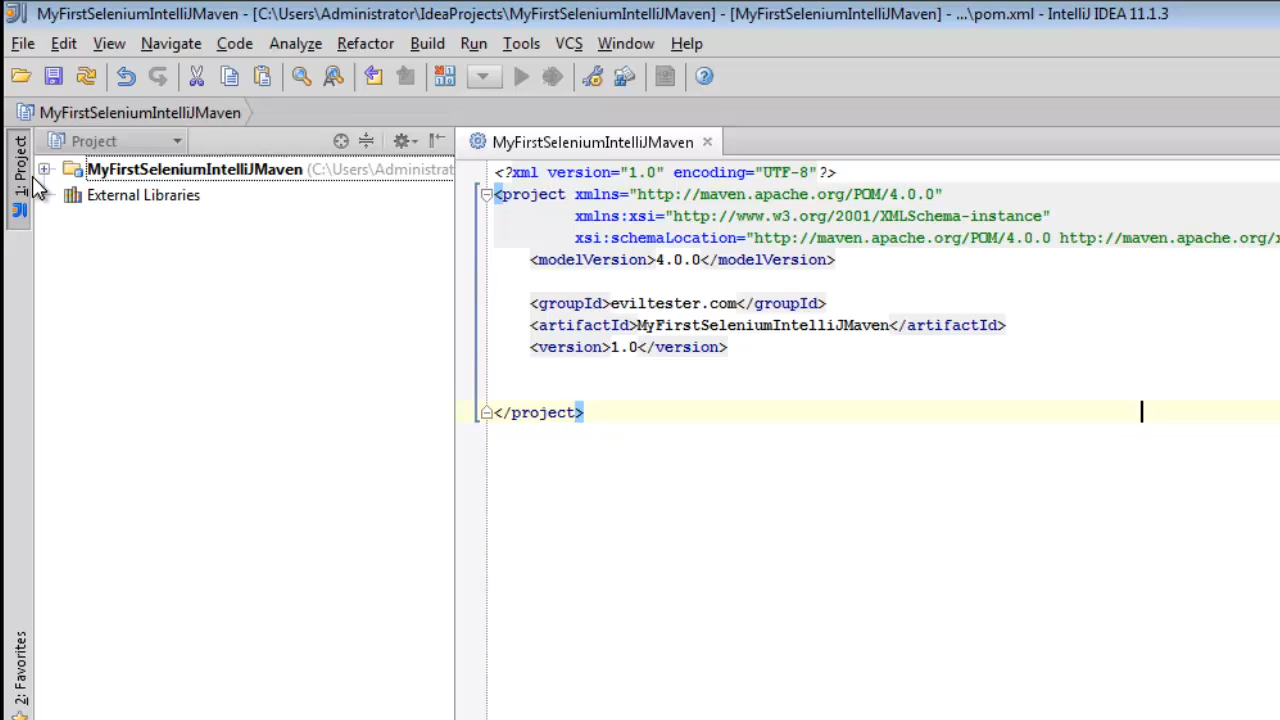 MyFirstSeleniumIntelliJMaven - [C:\Users\Administrator\IdeaProjects\MyFirstSeleniumIntelliJMaven] - [MyFirstSeleniumIntelliJMaven] - ...\pom.xml - IntelliJ IDEA 11.1.3
File Edit View Navigate Code Analyze Refactor Build Run Tools VCS Window Help
MyFirstSeleniumIntelliJMaven
1: Project
Project
MyFirstSeleniumIntelliJMaven (C:\Users\Administrat
External Libraries
MyFirstSeleniumIntelliJMaven
<?xml version="1.0" encoding="UTF-8"?>
<project xmlns="http://maven.apache.org/POM/4.0.0"
xmlns:xsi="http://www.w3.org/2001/XMLSchema-instance"
xsi:schemaLocation="http://maven.apache.org/POM/4.0.0 http://maven.apache.org/x
<modelVersion>4.0.0</modelVersion>
<groupId>eviltester.com</groupId>
<artifactId>MyFirstSeleniumIntelliJMaven</artifactId>
<version>1.0</version>
</project>
2: Favorites